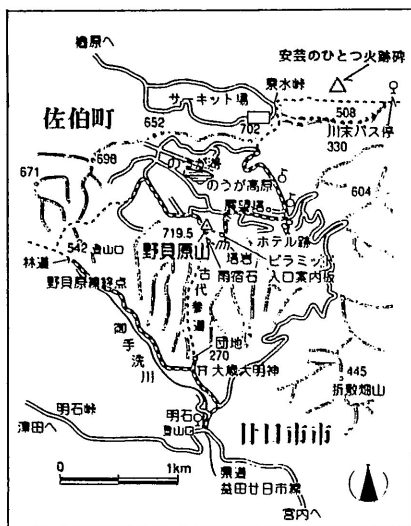 楢原へ
安芸のひとつ火跡碑
泉水峠
サーキット場
508
佐伯町
652
702
川末バス停
330
698
のうが湖
のうが高原
671
展望塔
604
542
登山口
719.5
ホテル跡
野貝原山
塔岩
ピラミッド
入口案内板
雨宿石
林道
野貝原線終点
古代参道
御手洗川
団地
270
大歳大明神
445
折敷畑山
明石峠
明石
登山口
津田へ
廿日市市
0
1km
県道
益田廿日市線
宮内へ